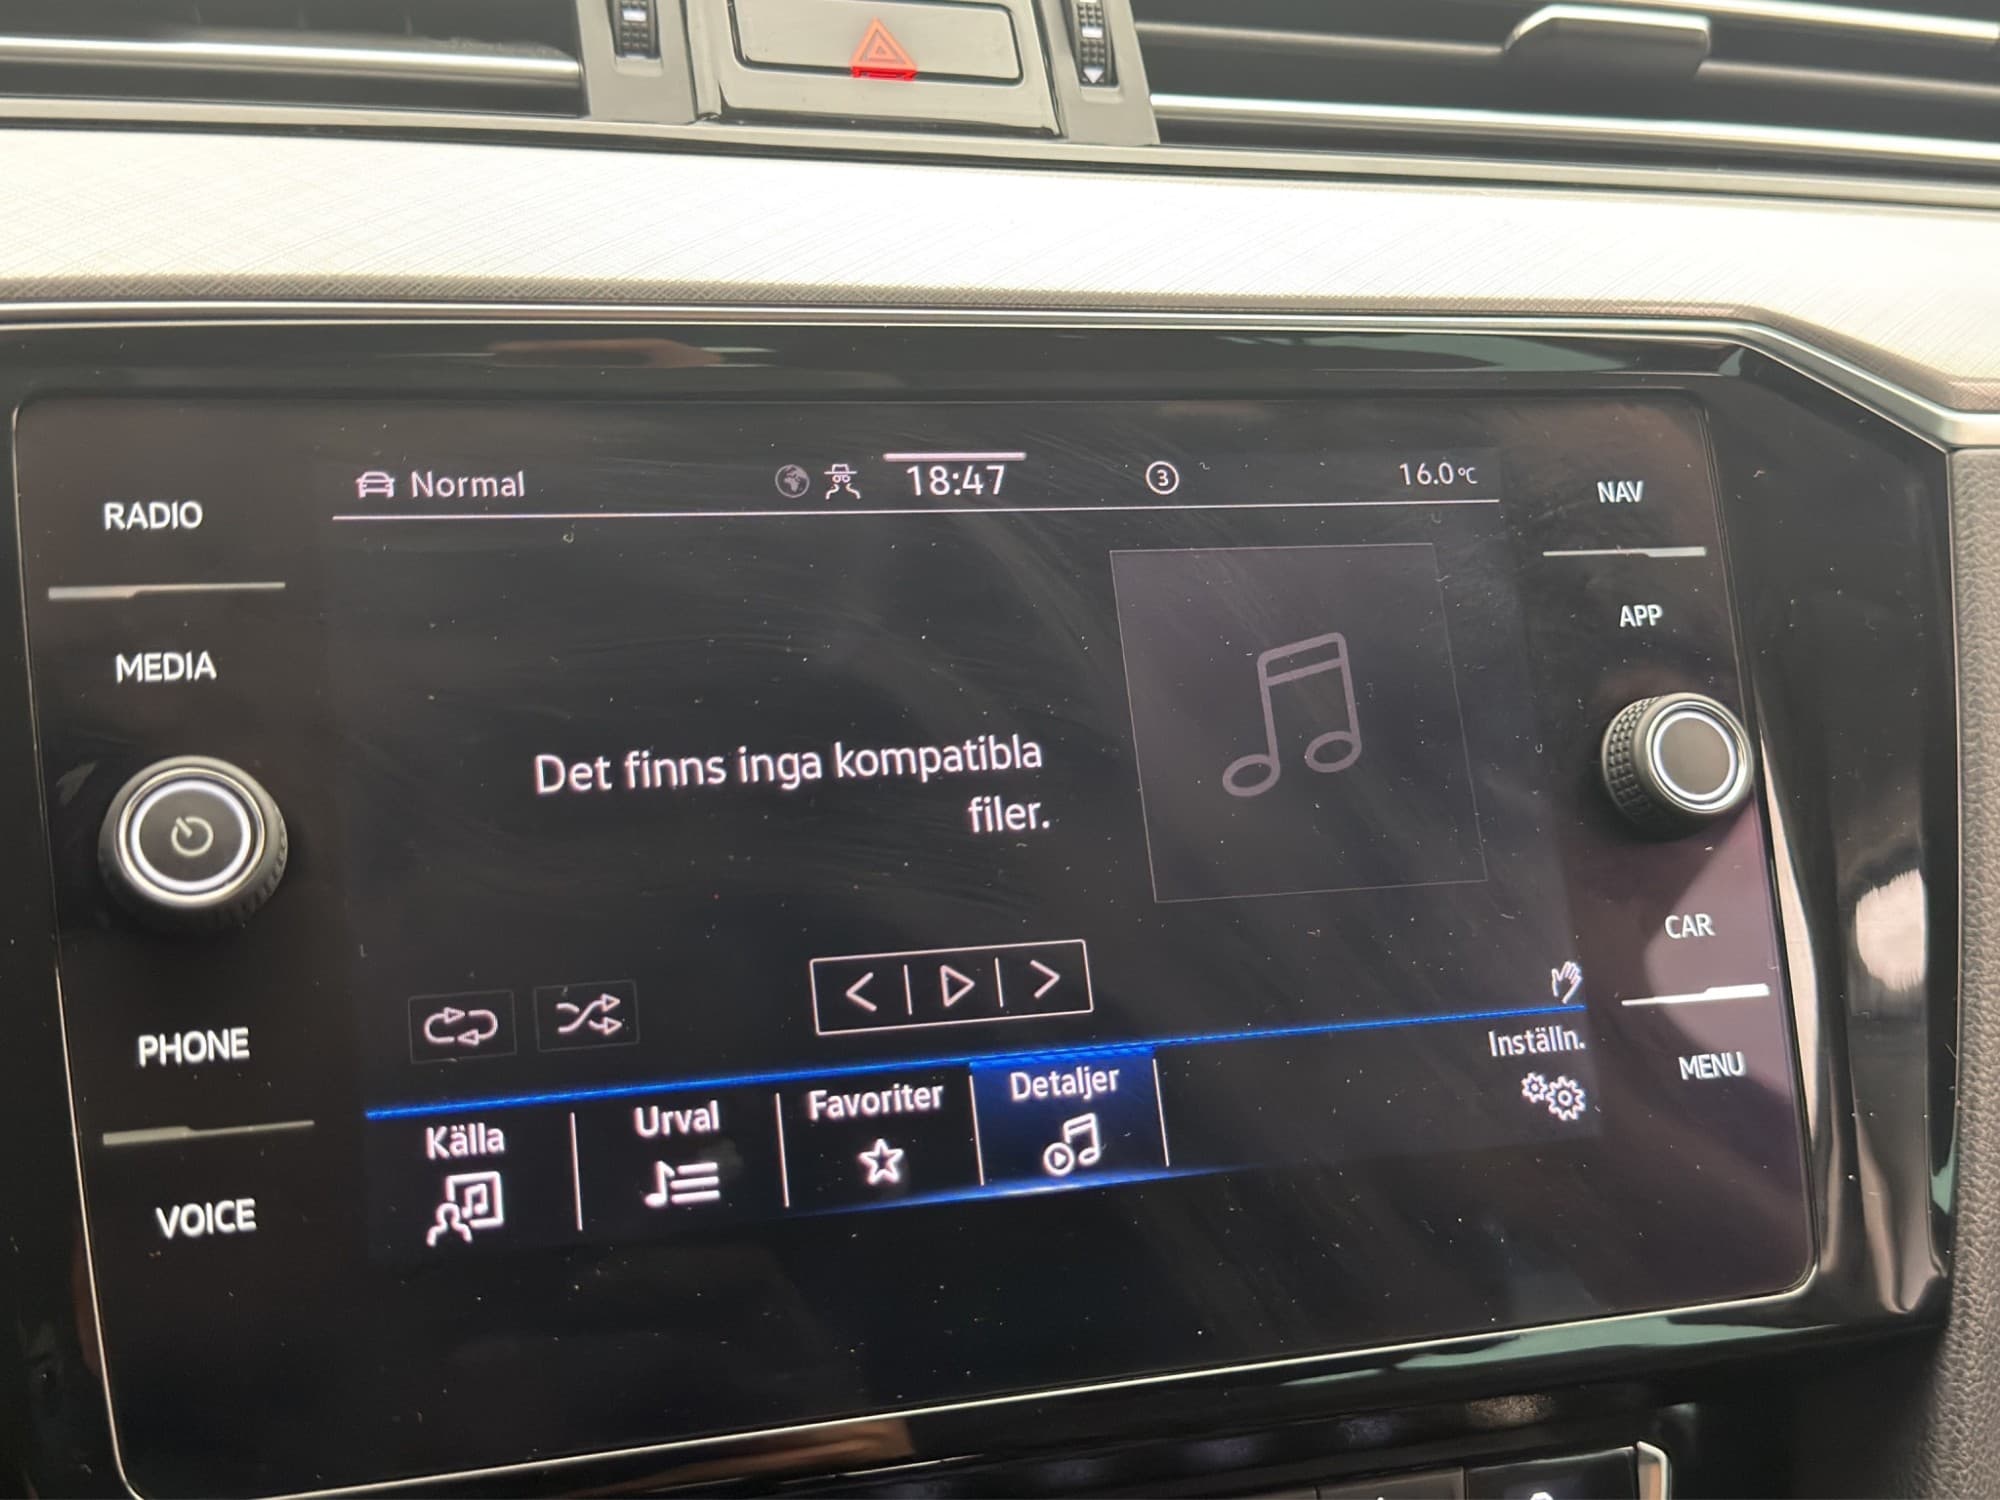 Normal 18:47 3 16.0°C
RADIO
NAV
MEDIA
APP
Det finns inga kompatibla
filer.
CAR
PHONE
Inställn.
MENU
Källa Urval Favoriter Detaljer
VOICE